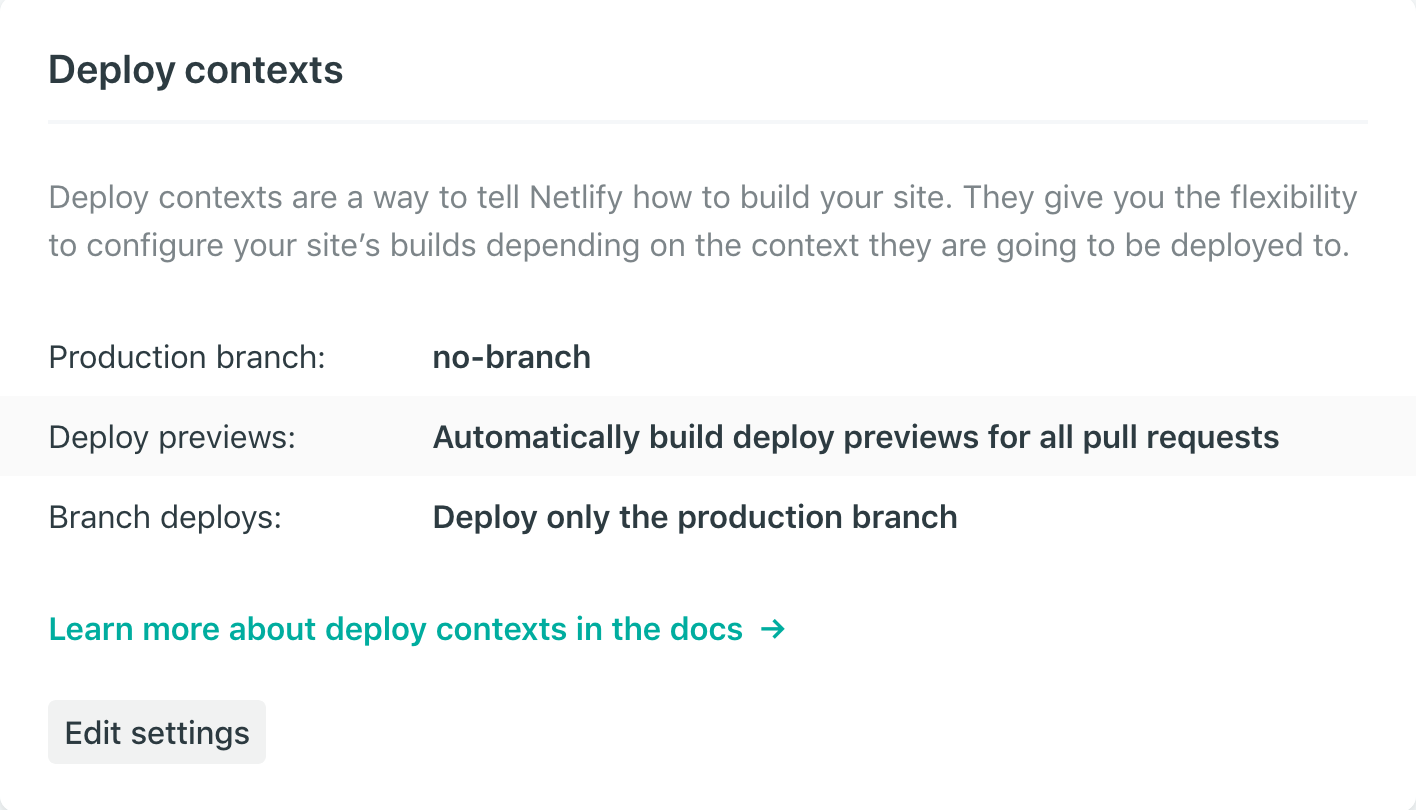 Deploy contexts
Deploy contexts are a way to tell Netlify how to build your site. They give you the flexibility
to configure your site’s builds depending on the context they are going to be deployed to.
Production branch: no-branch
Deploy previews: Automatically build deploy previews for all pull requests
Branch deploys: Deploy only the production branch
Learn more about deploy contexts in the docs →
Edit settings